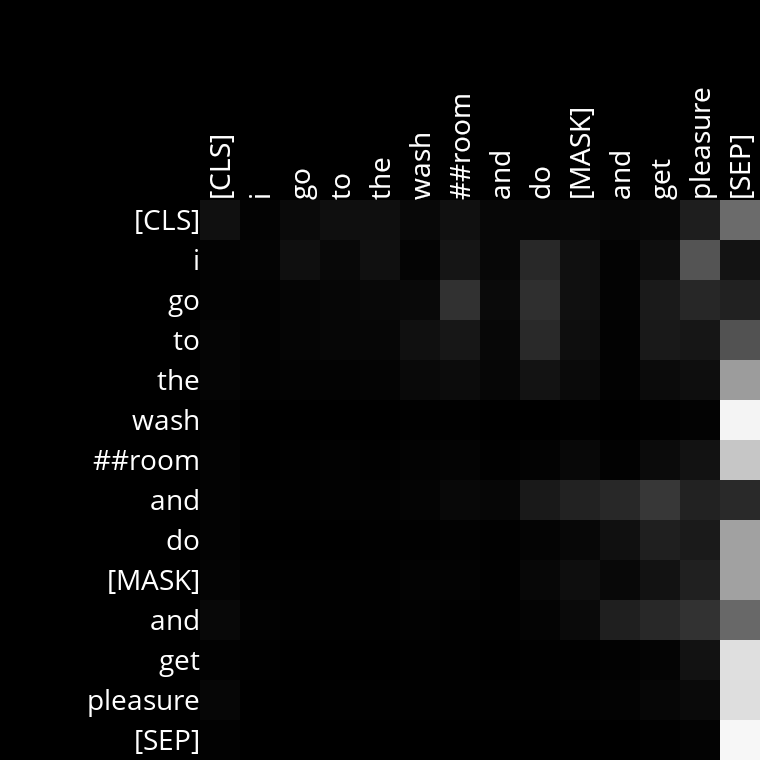 [CLS] i go to the wash ##room and do [MASK] and get pleasure [SEP]
[CLS]
i
go
to
the
wash
##room
and
do
[MASK]
and
get
pleasure
[SEP]